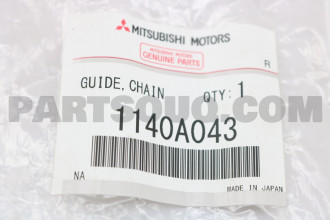 MITSUBISHI MOTORS
MITSUBISHI MOTORS
GENUINE PARTS
R
GUIDE, CHAIN QTY: 1
PARTSOUQ.COM
1140A043
NA
MADE IN JAPAN